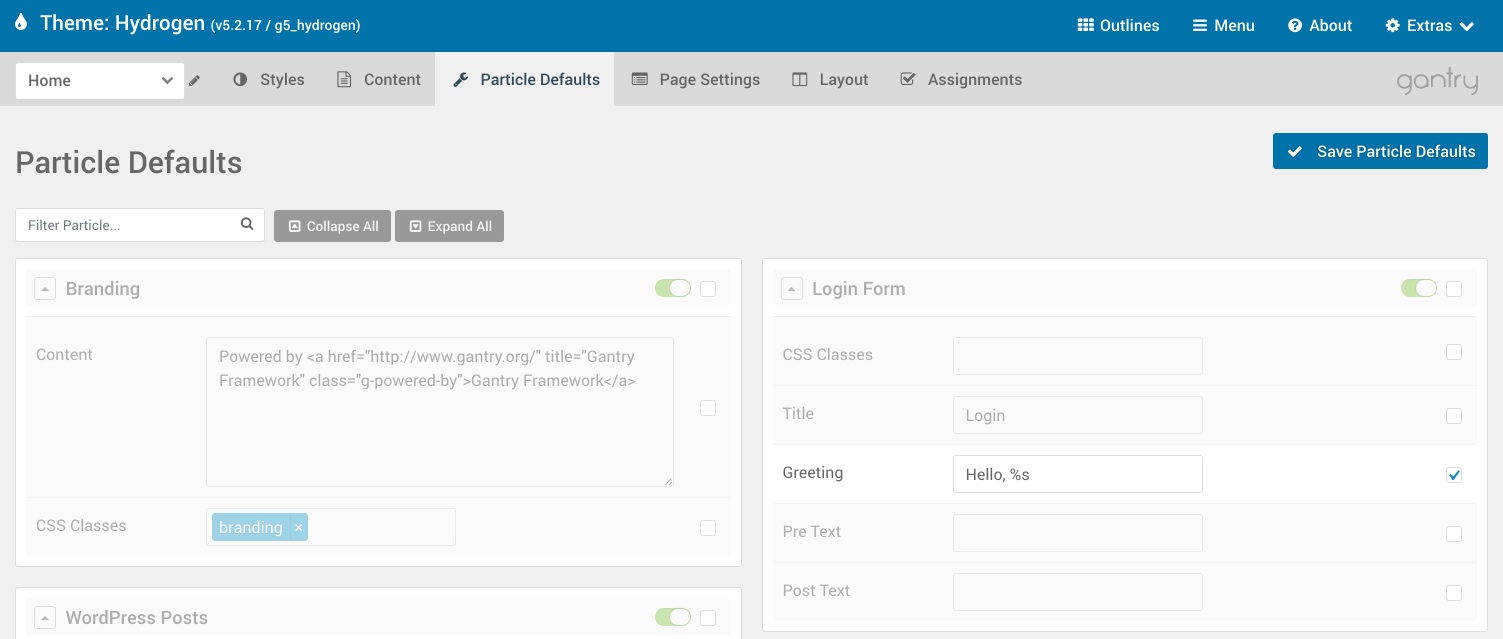 Theme: Hydrogen (v5.2.17 / g5_hydrogen)
Outlines
Menu
About
Extras
Home
Styles
Content
Particle Defaults
Page Settings
Layout
Assignments
gantry
Particle Defaults
Save Particle Defaults
Filter Particle...
Collapse All
Expand All
Branding
Content
Powered by <a href="http://www.gantry.org/" title="Gantry
Framework" class="g-powered-by">Gantry Framework</a>
CSS Classes
branding ×
WordPress Posts
Login Form
CSS Classes
Title
Login
Greeting
Hello, %s
Pre Text
Post Text